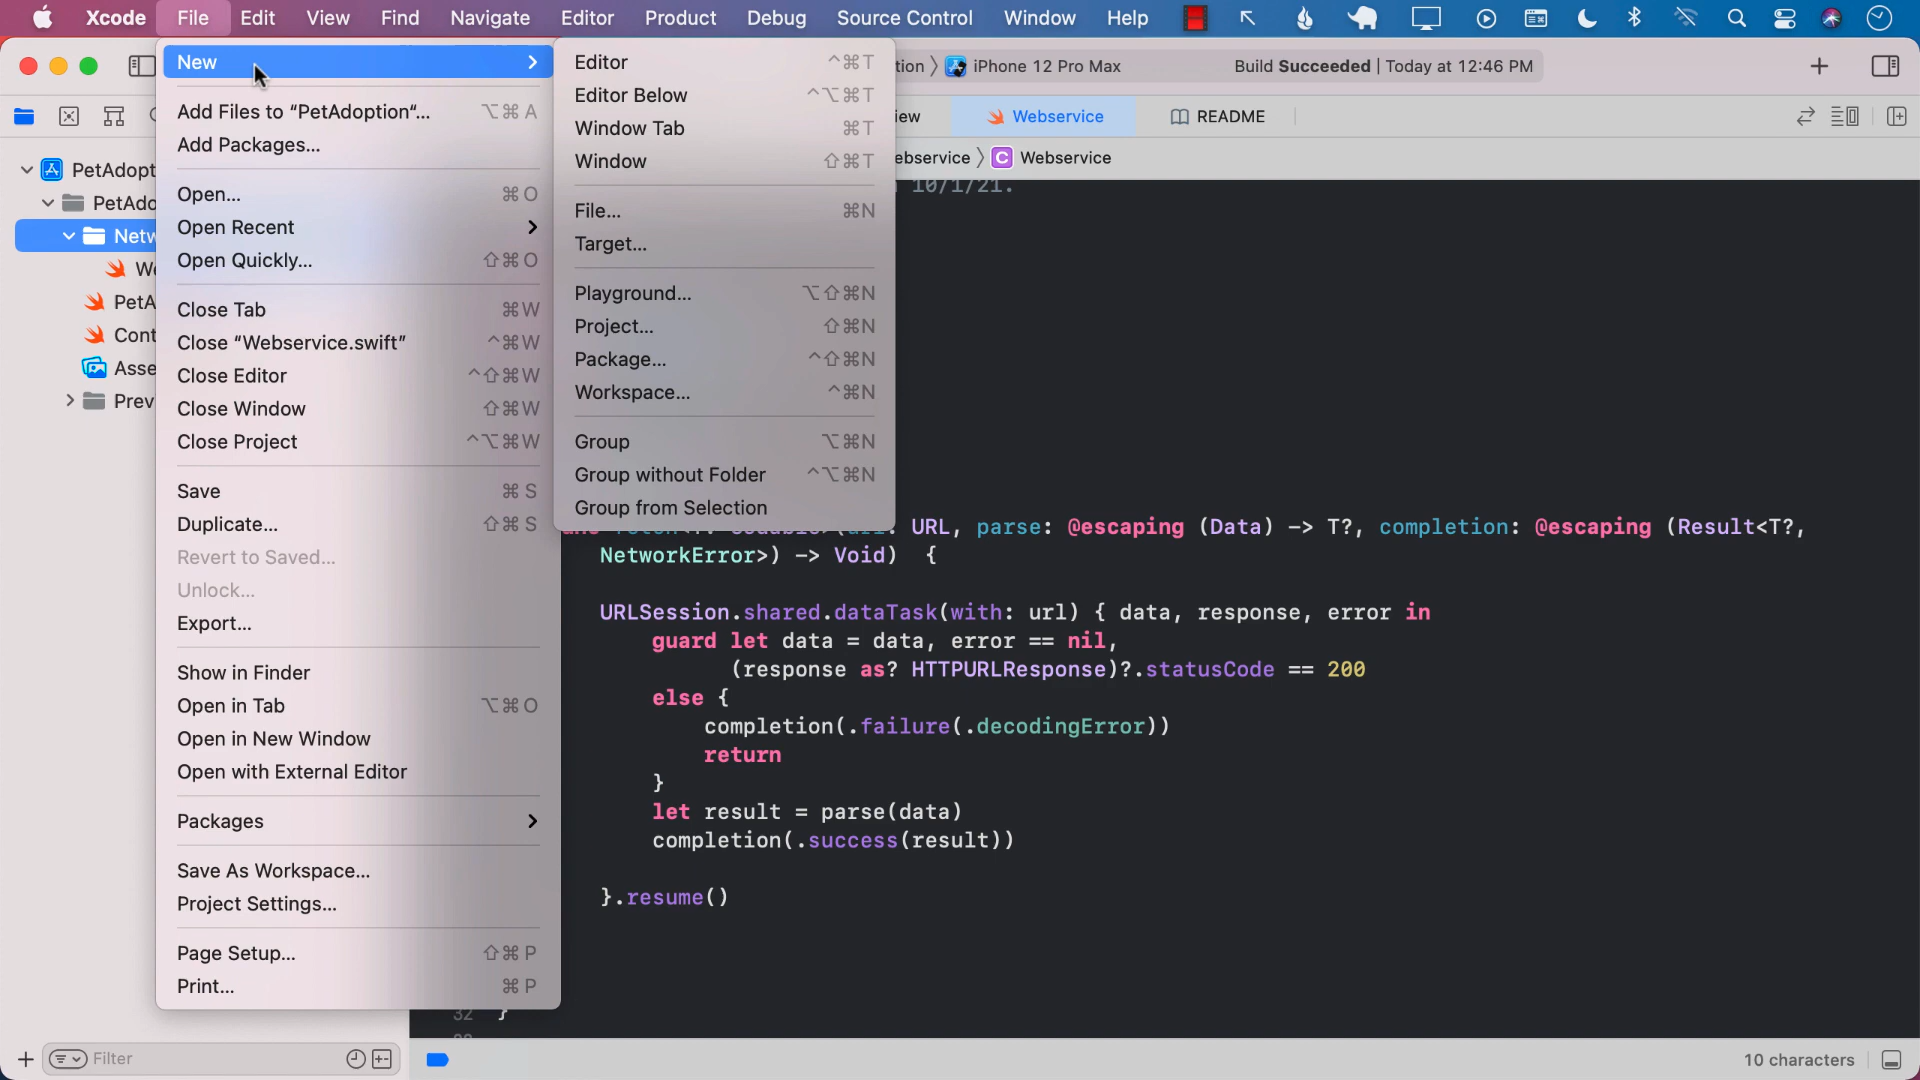 Xcode File Edit View Find Navigate Editor Product Debug Source Control Window Help
iPhone 12 Pro Max Build Succeeded | Today at 12:46 PM
Webservice README
Webservice
10/1/21.
New
Add Files to “PetAdoption“... ⌥⌘A
Add Packages...
Open... ⌘O
Open Recent
Open Quickly... ⇧⌘O
Close Tab ⌘W
Close “Webservice.swift” ^⌘W
Close Editor ^⇧⌘W
Close Window ⇧⌘W
Close Project ^⌥⌘W
Save ⌘S
Duplicate... ⇧⌘S
Revert to Saved...
Unlock...
Export...
Show in Finder
Open in Tab ⌥⌘O
Open in New Window
Open with External Editor
Packages
Save As Workspace...
Project Settings...
Page Setup... ⇧⌘P
Print... ⌘P
Editor ^⌘T
Editor Below ^⌥⌘T
Window Tab ⌘T
Window ⇧⌘T
File... ⌘N
Target...
Playground... ⌥⇧⌘N
Project... ⇧⌘N
Package... ^⇧⌘N
Workspace... ^⌘N
Group ⌥⌘N
Group without Folder ^⌥⌘N
Group from Selection
URL, parse: @escaping (Data) -> T?, completion: @escaping (Result<T?,
NetworkError>) -> Void) {
URLSession.shared.dataTask(with: url) { data, response, error in
guard let data = data, error == nil,
(response as? HTTPURLResponse)?.statusCode == 200
else {
completion(.failure(.decodingError))
return
}
let result = parse(data)
completion(.success(result))
}.resume()
32 }
Filter
10 characters